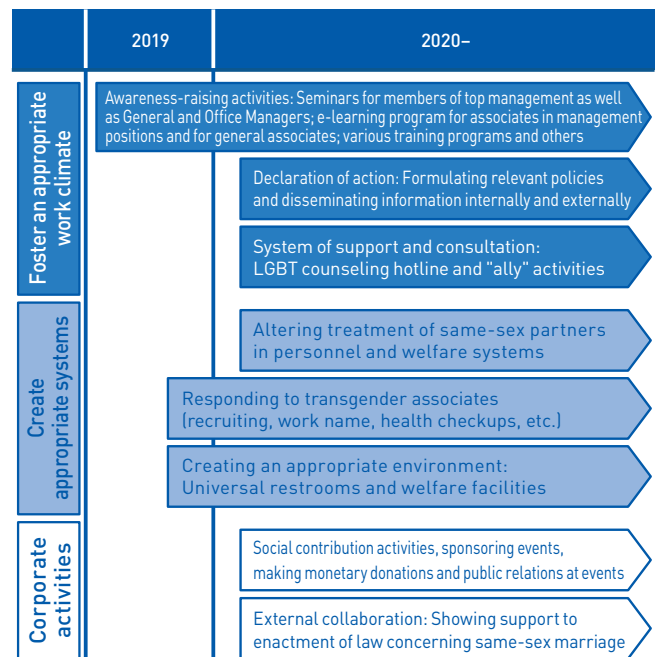 2019
2020–
Foster an appropriate
work climate
Awareness-raising activities: Seminars for members of top management as well
as General and Office Managers; e-learning program for associates in management
positions and for general associates; various training programs and others
Declaration of action: Formulating relevant policies
and disseminating information internally and externally
System of support and consultation:
LGBT counseling hotline and "ally" activities
Create
appropriate systems
Altering treatment of same-sex partners
in personnel and welfare systems
Responding to transgender associates
(recruiting, work name, health checkups, etc.)
Creating an appropriate environment:
Universal restrooms and welfare facilities
Corporate
activities
Social contribution activities, sponsoring events,
making monetary donations and public relations at events
External collaboration: Showing support to
enactment of law concerning same-sex marriage